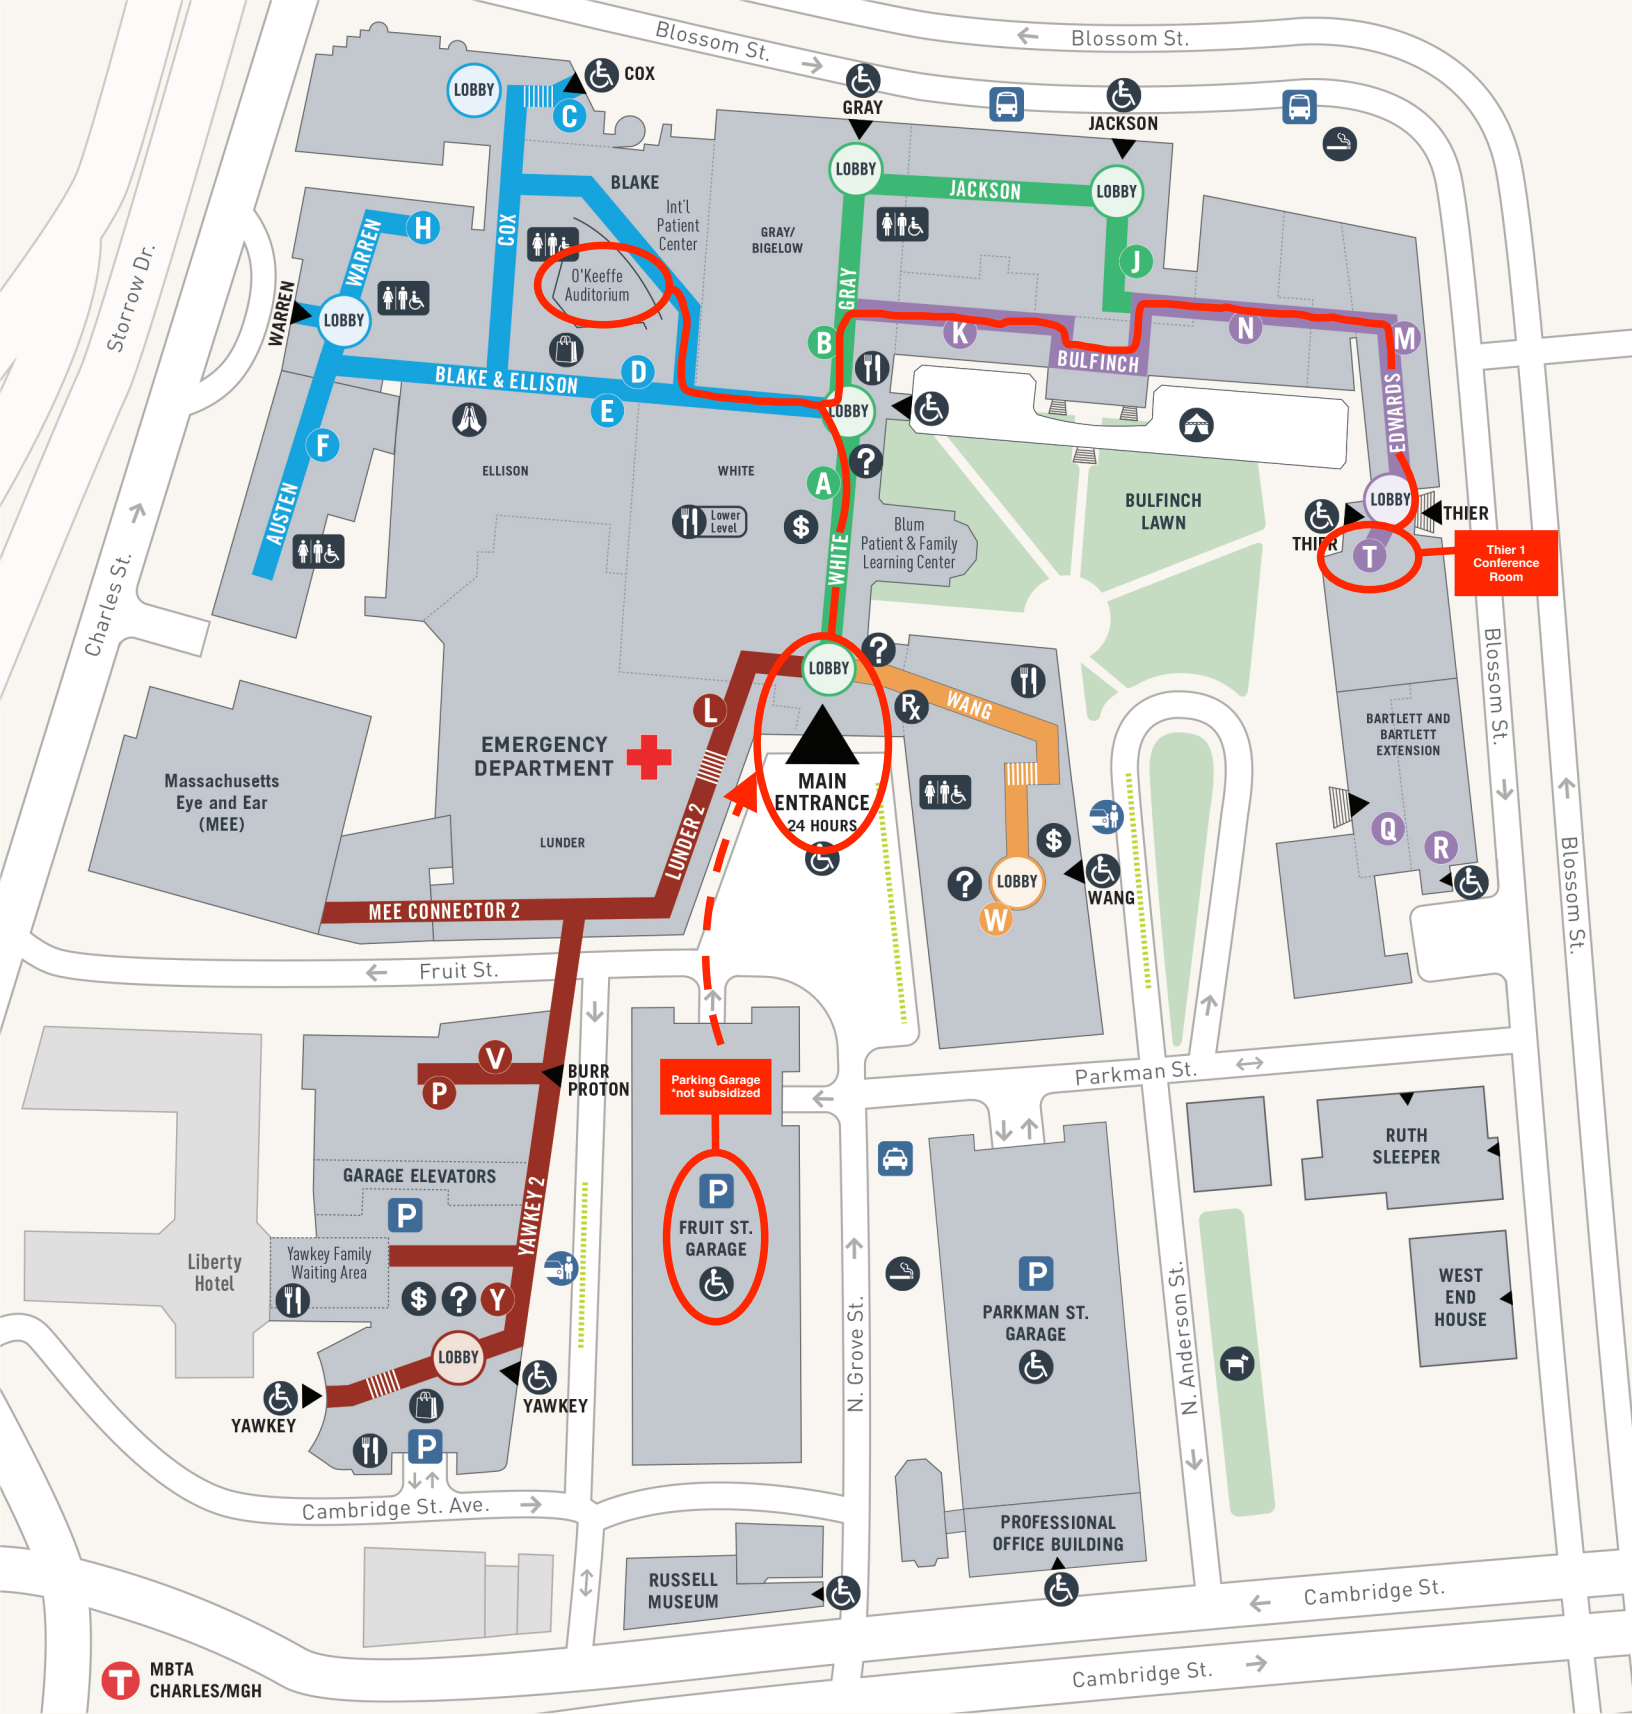 Blossom St.
Blossom St.
COX
LOBBY
C
GRAY
JACKSON
BLAKE
LOBBY
JACKSON
LOBBY
Int'l
Patient
Center
GRAY/
BIGELOW
H
WARREN
COX
O'Keeffe
Auditorium
GRAY
J
Storrow Dr.
WARREN
LOBBY
B
K
N
M
BULFINCH
BLAKE & ELLISON
D
E
LOBBY
EDWARDS
F
ELLISON
WHITE
A
?
BULFINCH
LAWN
LOBBY
THIER
THIER
T
Thier 1
Conference
Room
AUSTEN
Lower
Level
$
WHITE
Blum
Patient & Family
Learning Center
Charles St.
Blossom St.
LOBBY
?
Rx
WANG
L
BARTLETT AND
BARTLETT
EXTENSION
EMERGENCY
DEPARTMENT
MAIN
ENTRANCE
24 HOURS
Massachusetts
Eye and Ear
(MEE)
LUNDER
LUNDER 2
$
?
LOBBY
W
WANG
Q
R
Blossom St.
MEE CONNECTOR 2
Fruit St.
V
P
BURR
PROTON
Parking Garage
*not subsidized
Parkman St.
GARAGE ELEVATORS
P
YAWKEY 2
P
FRUIT ST.
GARAGE
RUTH
SLEEPER
Liberty
Hotel
Yawkey Family
Waiting Area
$
?
Y
LOBBY
YAWKEY
YAWKEY
P
P
PARKMAN ST.
GARAGE
N. Grove St.
N. Anderson St.
WEST
END
HOUSE
Cambridge St. Ave.
PROFESSIONAL
OFFICE BUILDING
RUSSELL
MUSEUM
Cambridge St.
Cambridge St.
T
MBTA
CHARLES/MGH